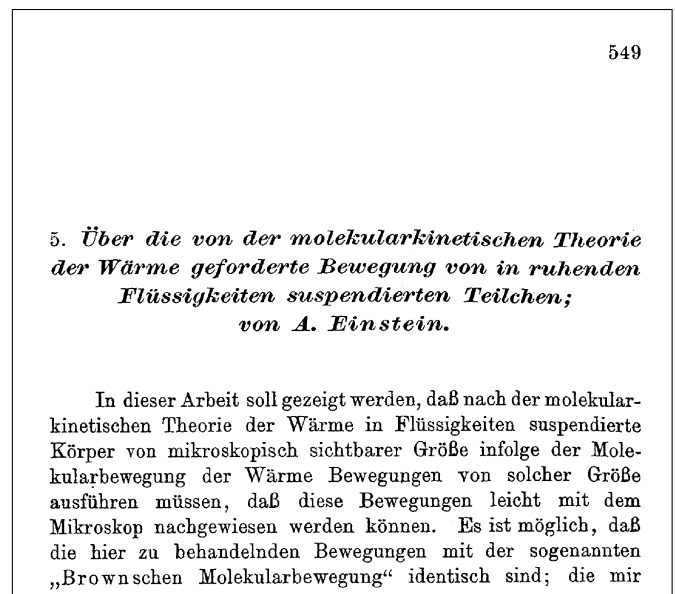 549
5. Über die von der molekularkinetischen Theorie
der Wärme geforderte Bewegung von in ruhenden
Flüssigkeiten suspendierten Teilchen;
von A. Einstein.
In dieser Arbeit soll gezeigt werden, daß nach der molekular-
kinetischen Theorie der Wärme in Flüssigkeiten suspendierte
Körper von mikroskopisch sichtbarer Größe infolge der Mole-
kularbewegung der Wärme Bewegungen von solcher Größe
ausführen müssen, daß diese Bewegungen leicht mit dem
Mikroskop nachgewiesen werden können. Es ist möglich, daß
die hier zu behandelnden Bewegungen mit der sogenannten
„Brownschen Molekularbewegung“ identisch sind; die mir